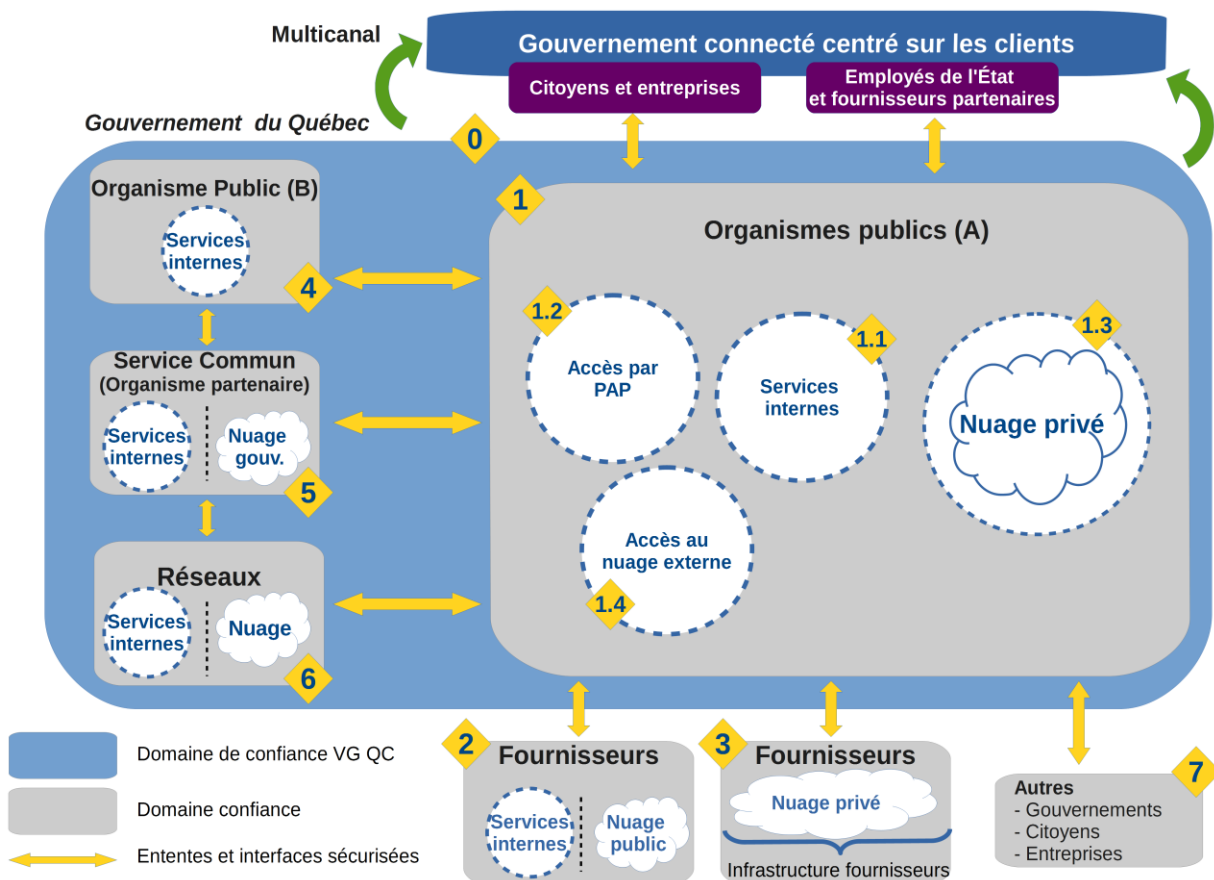 Multicanal
Gouvernement connecté centré sur les clients
Citoyens et entreprises
Employés de l'État
et fournisseurs partenaires
Gouvernement du Québec
0
Organisme Public (B)
Services
internes
4
1
Organismes publics (A)
1.2
Accès par
PAP
1.1
Services
internes
1.3
Nuage privé
Accès au
nuage externe
1.4
Service Commun
(Organisme partenaire)
Services
internes
Nuage
gouv.
5
Réseaux
Services
internes
Nuage
6
2
Fournisseurs
Services
internes
Nuage
public
3
Fournisseurs
Nuage privé
Infrastructure fournisseurs
7
Autres
- Gouvernements
- Citoyens
- Entreprises
Domaine de confiance VG QC
Domaine confiance
Ententes et interfaces sécurisées